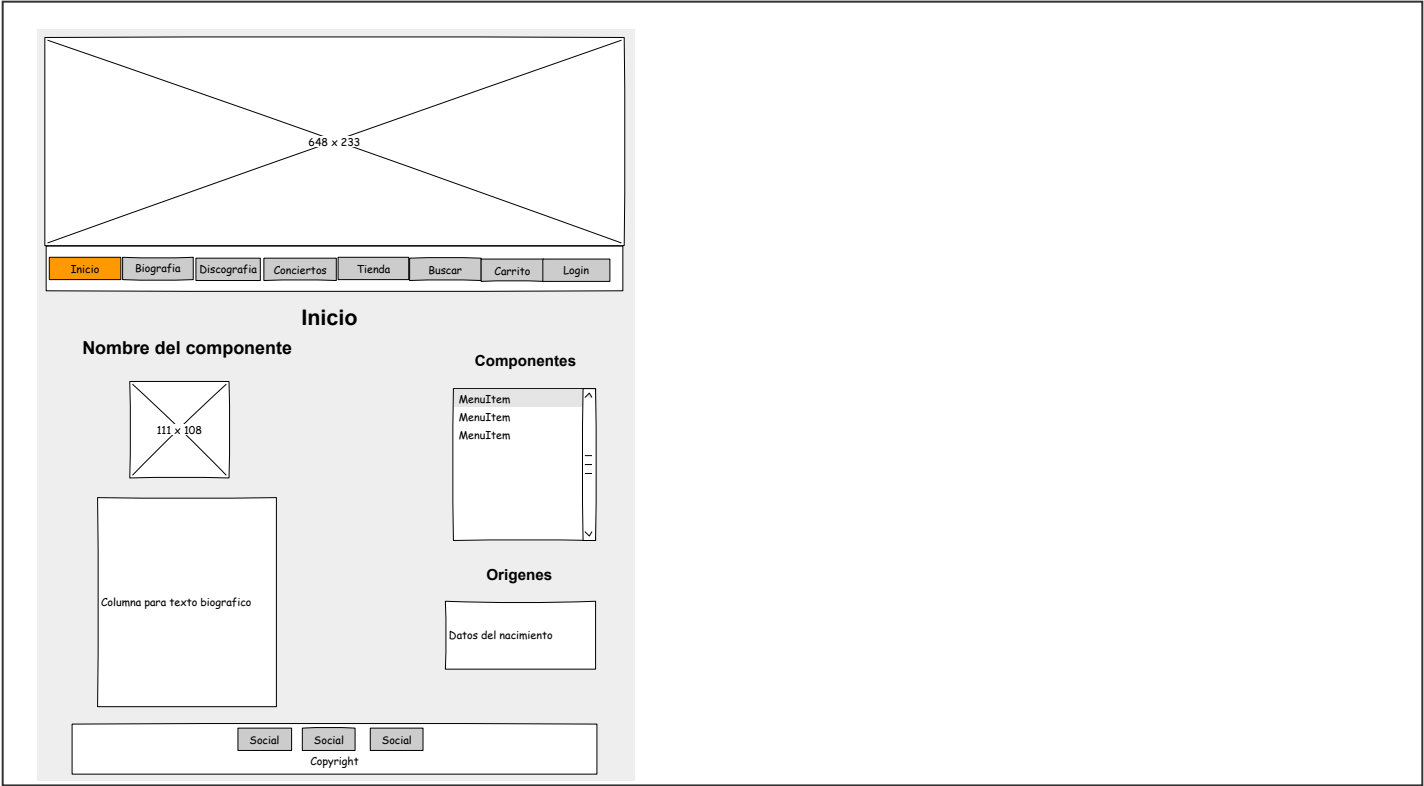 648 x 233
Inicio
Biografia
Discografia
Conciertos
Tienda
Buscar
Carrito
Login
Inicio
Nombre del componente
111 x 108
Columna para texto biografico
Componentes
MenuItem
MenuItem
MenuItem
Origenes
Datos del nacimiento
Social
Social
Social
Copyright